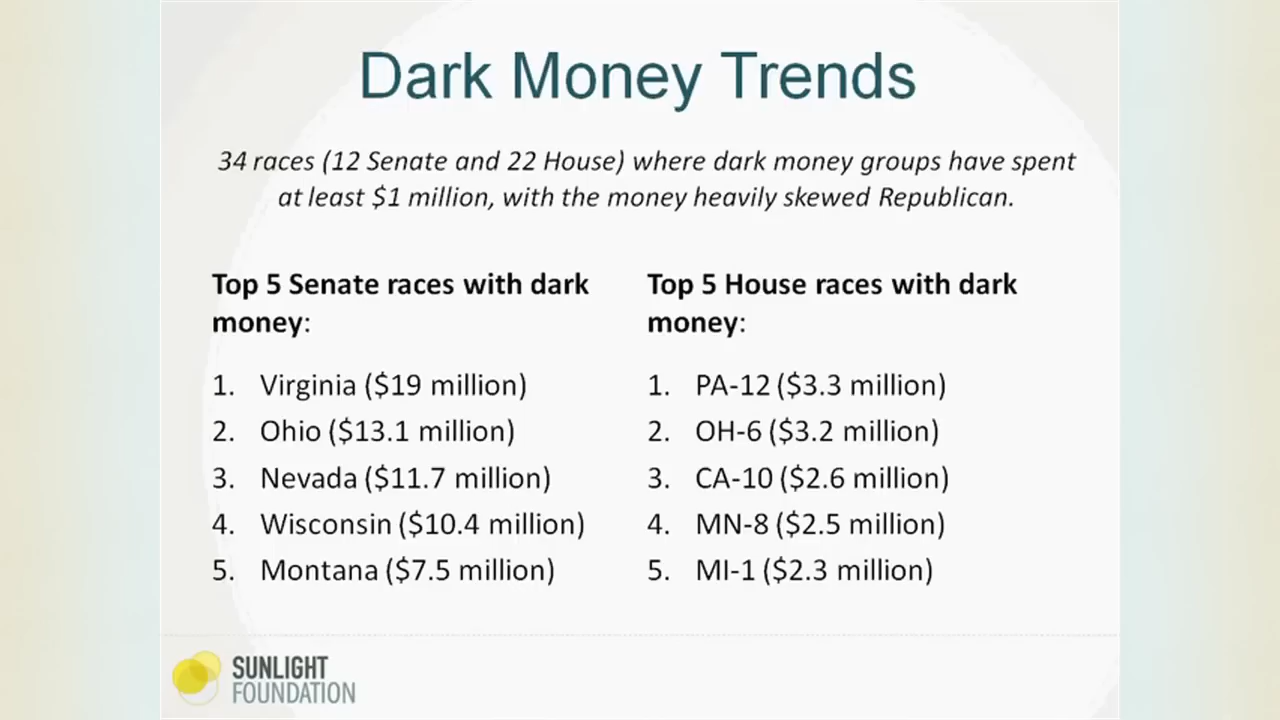 Dark Money Trends
34 races (12 Senate and 22 House) where dark money groups have spent
at least $1 million, with the money heavily skewed Republican.
Top 5 Senate races with dark
money:
1. Virginia ($19 million)
2. Ohio ($13.1 million)
3. Nevada ($11.7 million)
4. Wisconsin ($10.4 million)
5. Montana ($7.5 million)
Top 5 House races with dark
money:
1. PA-12 ($3.3 million)
2. OH-6 ($3.2 million)
3. CA-10 ($2.6 million)
4. MN-8 ($2.5 million)
5. MI-1 ($2.3 million)
SUNLIGHT
FOUNDATION